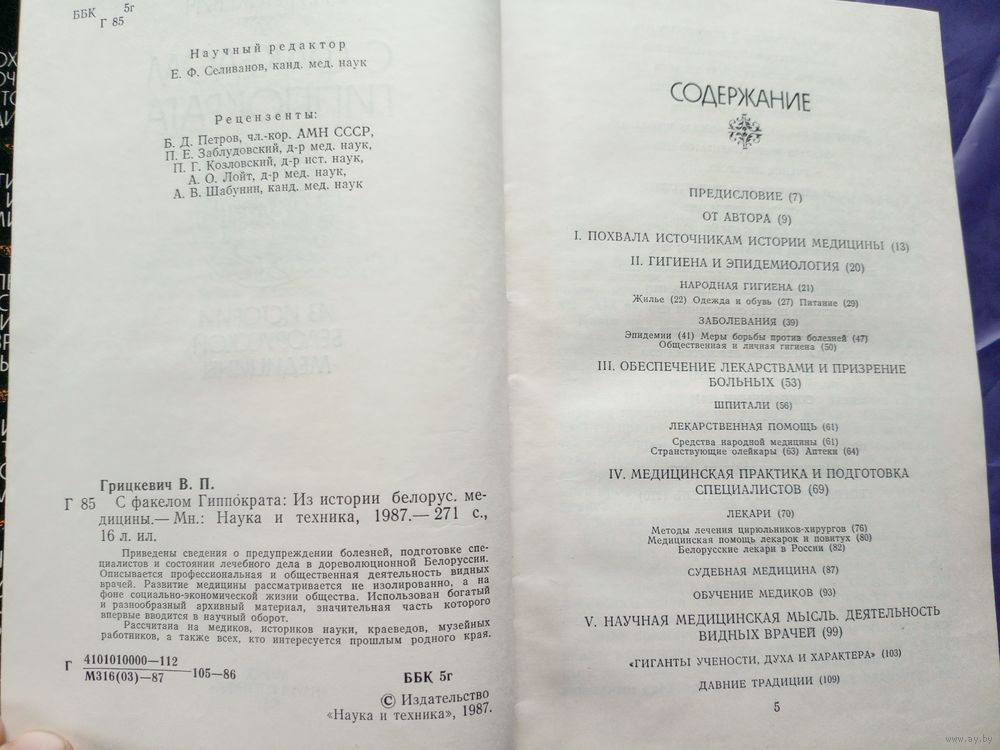 ББК 5г
Г 85
Научный редактор
Е. Ф. Селиванов, канд. мед. наук
Рецензенты:
Б. Д. Петров, чл.-кор. АМН СССР,
П. Е. Заблудовский, д-р мед. наук,
П. Г. Козловский, д-р ист. наук,
А. О. Лойт, д-р мед. наук,
А. В. Шабунин, канд. мед. наук
Грицкевич В. П.
Г 85 С факелом Гиппократа: Из истории белорус. ме-
дицины.— Мн.: Наука и техника, 1987.— 271 с.,
16 л. ил.
Приведены сведения о предупреждении болезней, подготовке спе-
циалистов и состоянии лечебного дела в дореволюционной Белоруссии.
Описывается профессиональная и общественная деятельность видных
врачей. Развитие медицины рассматривается не изолированно, а на
фоне социально-экономической жизни общества. Использован богатый
и разнообразный архивный материал, значительная часть которого
впервые вводится в научный оборот.
Рассчитана на медиков, историков науки, краеведов, музейных
работников, а также всех, кто интересуется прошлым родного края.
Г 4101010000—112
М316(03)—87 105—86
ББК 5г
© Издательство
«Наука и техника», 1987.
СОДЕРЖАНИЕ
ПРЕДИСЛОВИЕ (7)
ОТ АВТОРА (9)
I. ПОХВАЛА ИСТОЧНИКАМ ИСТОРИИ МЕДИЦИНЫ (13)
II. ГИГИЕНА И ЭПИДЕМИОЛОГИЯ (20)
НАРОДНАЯ ГИГИЕНА (21)
Жилье (22) Одежда и обувь (27) Питание (29)
ЗАБОЛЕВАНИЯ (39)
Эпидемии (41) Меры борьбы против болезней (47)
Общественная и личная гигиена (50)
III. ОБЕСПЕЧЕНИЕ ЛЕКАРСТВАМИ И ПРИЗРЕНИЕ
БОЛЬНЫХ (53)
ШПИТАЛИ (56)
ЛЕКАРСТВЕННАЯ ПОМОЩЬ (61)
Средства народной медицины (61)
Странствующие олейкары (63) Аптеки (64)
IV. МЕДИЦИНСКАЯ ПРАКТИКА И ПОДГОТОВКА
СПЕЦИАЛИСТОВ (69)
ЛЕКАРИ (70)
Методы лечения цирюльников-хирургов (76)
Медицинская помощь лекарок и повитух (80)
Белорусские лекари в России (82)
СУДЕБНАЯ МЕДИЦИНА (87)
ОБУЧЕНИЕ МЕДИКОВ (93)
V. НАУЧНАЯ МЕДИЦИНСКАЯ МЫСЛЬ. ДЕЯТЕЛЬНОСТЬ
ВИДНЫХ ВРАЧЕЙ (99)
«ГИГАНТЫ УЧЕНОСТИ, ДУХА И ХАРАКТЕРА» (103)
ДАВНИЕ ТРАДИЦИИ (109)
5
www.ay.by